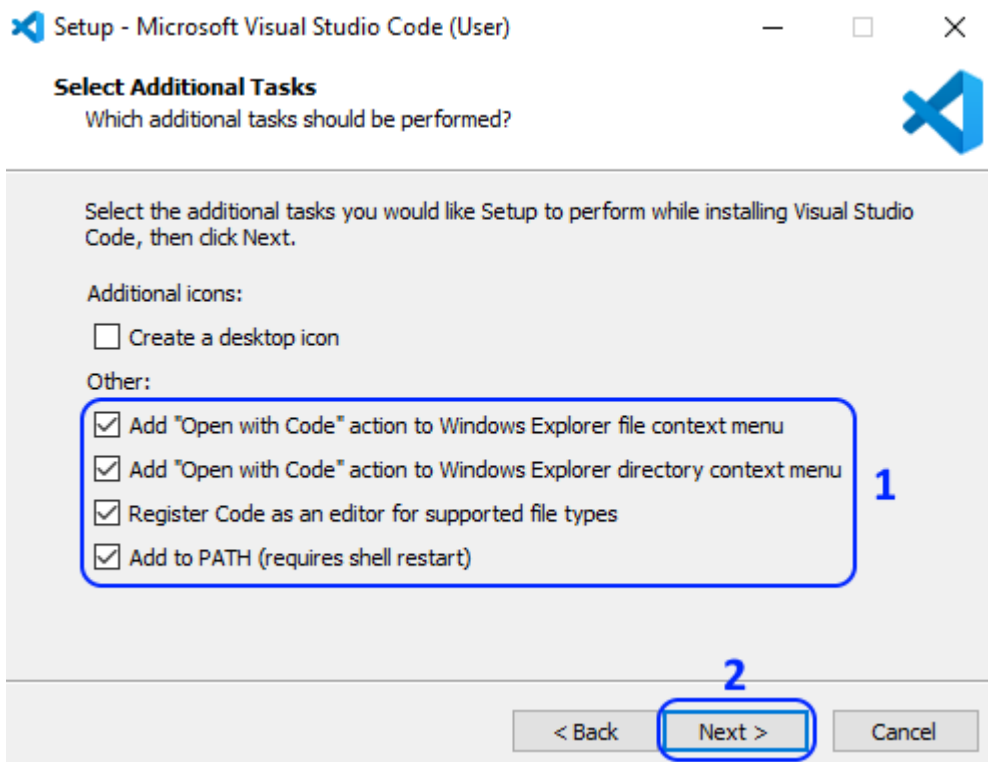 Setup - Microsoft Visual Studio Code (User)
Select Additional Tasks
Which additional tasks should be performed?
Select the additional tasks you would like Setup to perform while installing Visual Studio
Code, then click Next.
Additional icons:
Create a desktop icon
Other:
Add "Open with Code" action to Windows Explorer file context menu
Add "Open with Code" action to Windows Explorer directory context menu
1
Register Code as an editor for supported file types
Add to PATH (requires shell restart)
2
< Back Next > Cancel